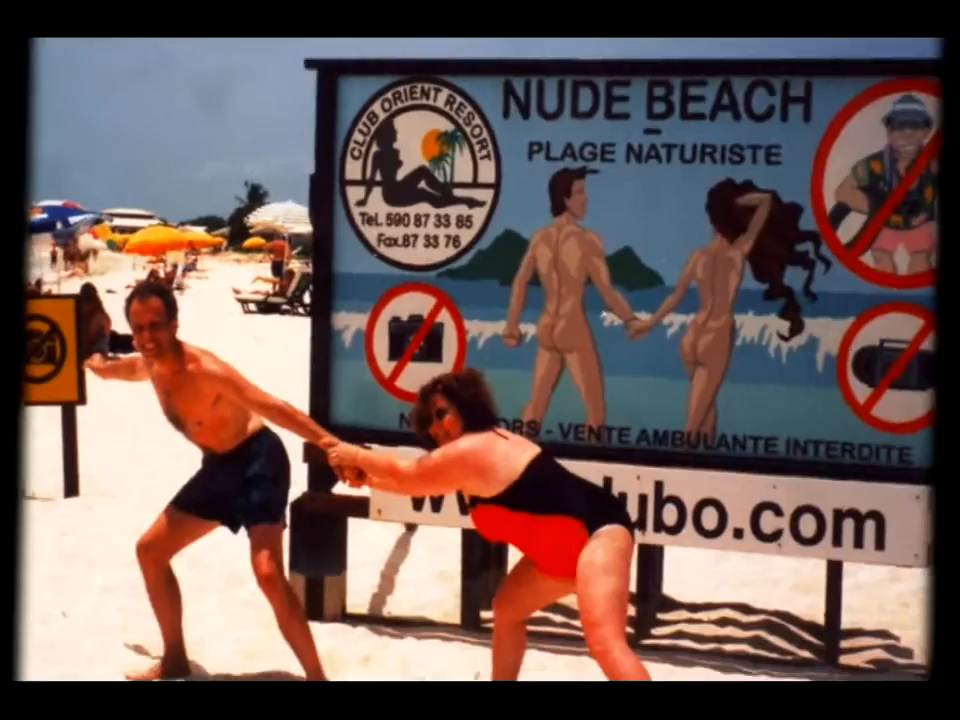 CLUB ORIENT RESORT
Tel. 590 87 33 85
Fax. 87 33 76
NUDE BEACH
PLAGE NATURISTE
- VENTE AMBULANTE INTERDITE
ubo.com